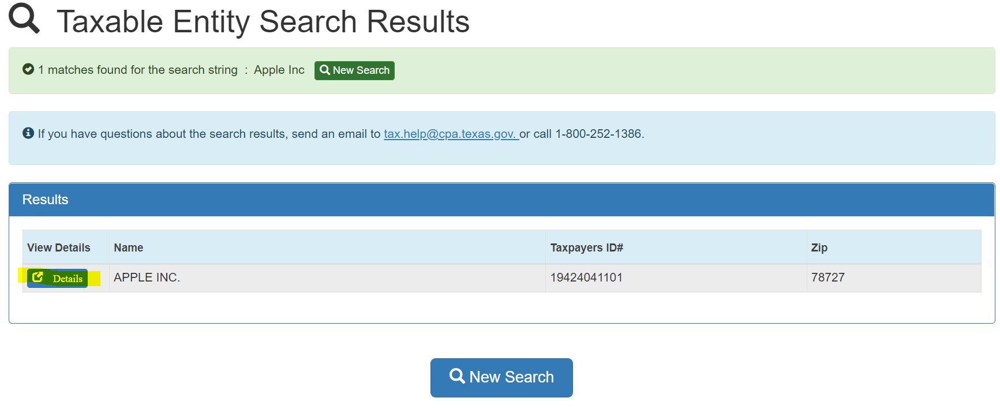 Taxable Entity Search Results
1 matches found for the search string : Apple Inc New Search
If you have questions about the search results, send an email to tax.help@cpa.texas.gov. or call 1-800-252-1386.
Results
View Details Name Taxpayers ID# Zip
Details APPLE INC. 19424041101 78727
New Search